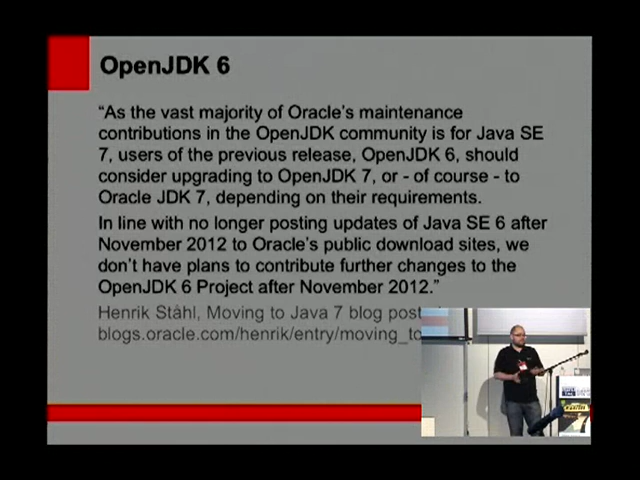 OpenJDK 6
“As the vast majority of Oracle’s maintenance
contributions in the OpenJDK community is for Java SE
7, users of the previous release, OpenJDK 6, should
consider upgrading to OpenJDK 7, or - of course - to
Oracle JDK 7, depending on their requirements.
In line with no longer posting updates of Java SE 6 after
November 2012 to Oracle’s public download sites, we
don’t have plans to contribute further changes to the
OpenJDK 6 Project after November 2012.”
Henrik Ståhl, Moving to Java 7 blog post
blogs.oracle.com/henrik/entry/moving_to